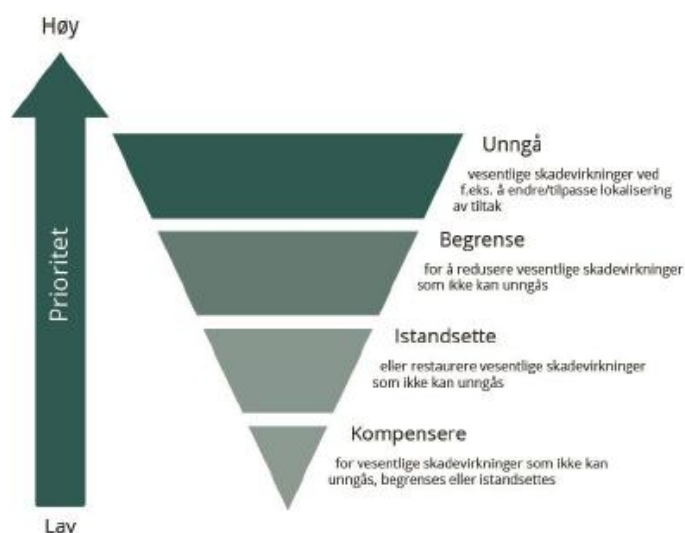 Høy
Prioritet
Unngå
vesentlige skadevirkninger ved
f.eks. å endre/tilpasse lokalisering
av tiltak
Begrense
for å redusere vesentlige skadevirkninger
som ikke kan unngås
Istandsette
eller restaurere vesentlige skadevirkninger
som ikke kan unngås
Kompensere
for vesentlige skadevirkninger som ikke kan
unngås, begrenses eller istandsettes
Lav